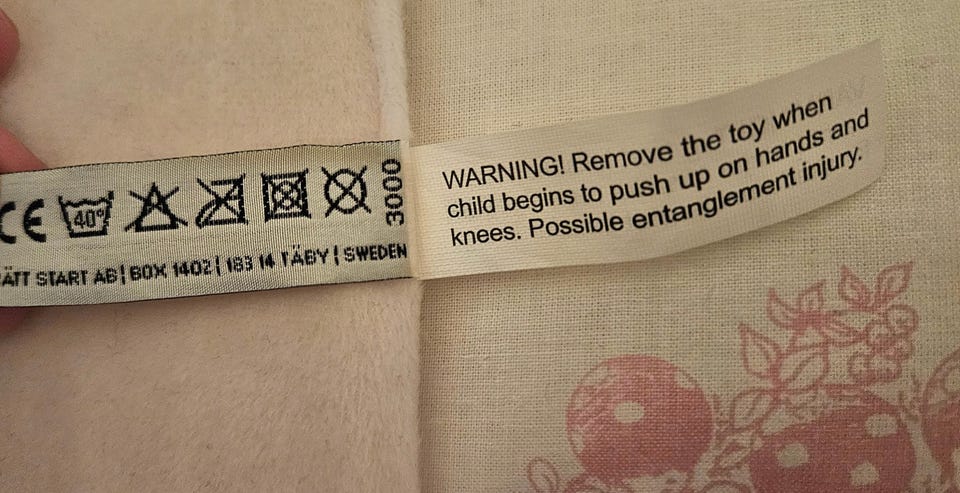 CE
40°
3000
ÄTT START AB | BOX 1402 | 183 14 TÄBY | SWEDEN
WARNING! Remove the toy when
child begins to push up on hands and
knees. Possible entanglement injury.